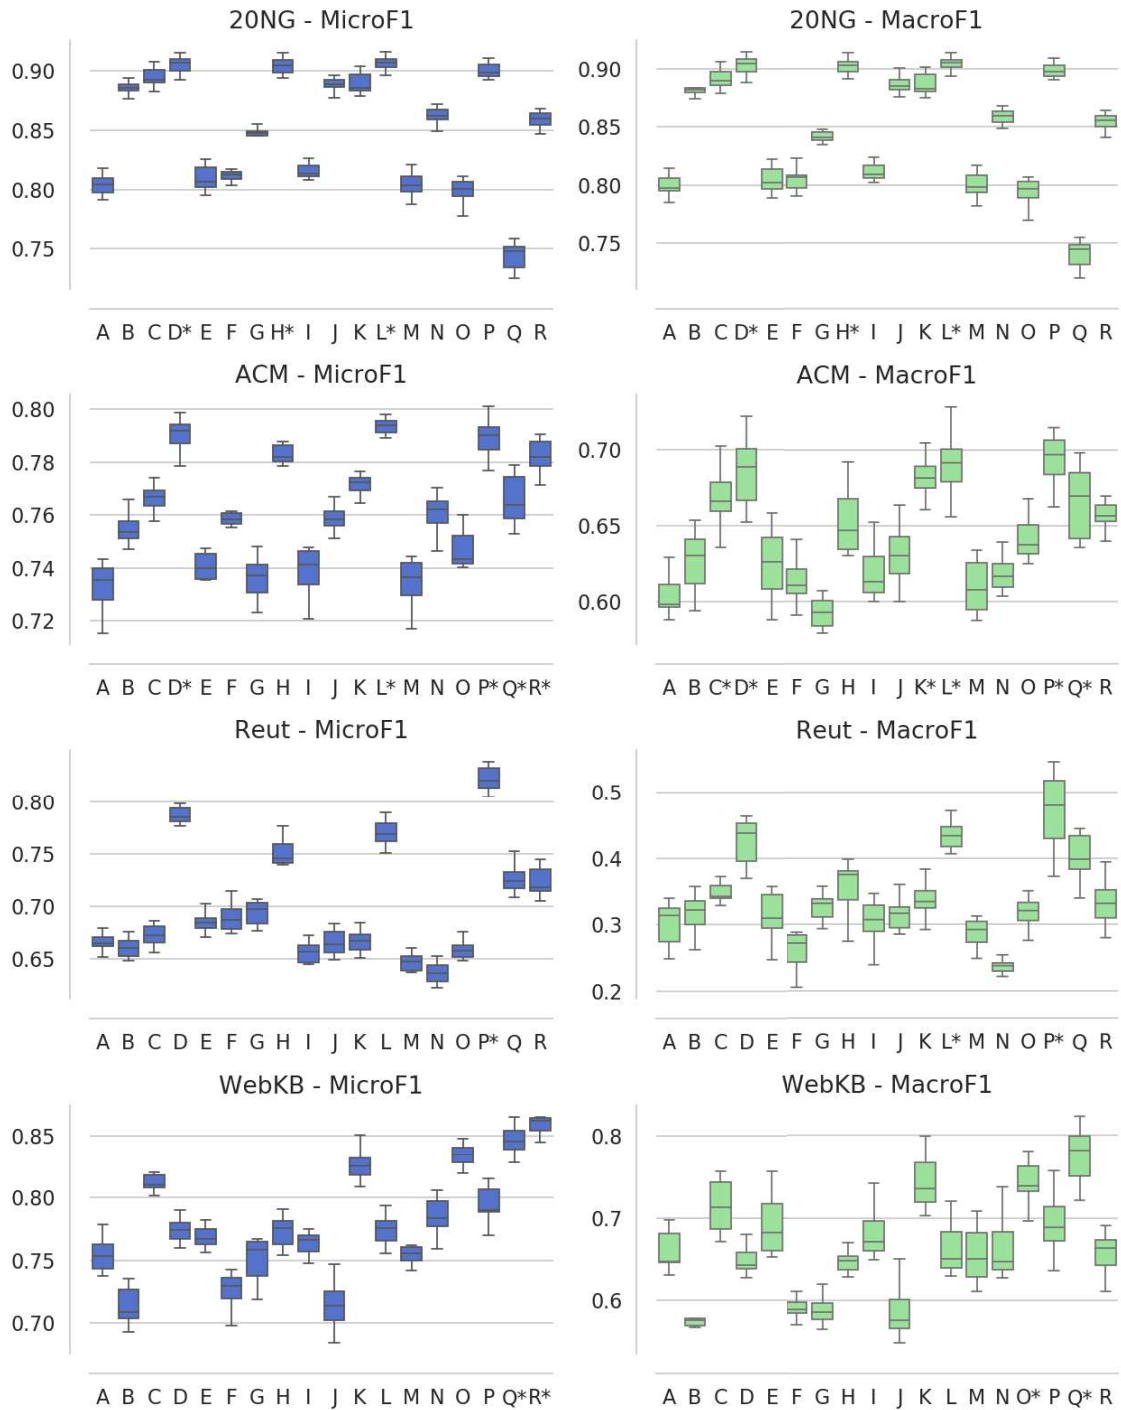 20NG - MicroF1
0.90
0.85
0.80
0.75
A B C D* E F G H* I J K L* M N O P Q R
20NG - MacroF1
0.90
0.85
0.80
0.75
A B C D* E F G H* I J K L* M N O P Q R
ACM - MicroF1
0.80
0.78
0.76
0.74
0.72
A B C D* E F G H I J K L* M N O P* Q* R*
ACM - MacroF1
0.70
0.65
0.60
A B C* D* E F G H I J K* L* M N O P* Q* R
Reut - MicroF1
0.80
0.75
0.70
0.65
A B C D E F G H I J K L M N O P* Q R
Reut - MacroF1
0.5
0.4
0.3
0.2
A B C D E F G H I J K L* M N O P* Q R
WebKB - MicroF1
0.85
0.80
0.75
0.70
A B C D E F G H I J K L M N O P Q* R*
WebKB - MacroF1
0.8
0.7
0.6
A B C D E F G H I J K L M N O* P Q* R